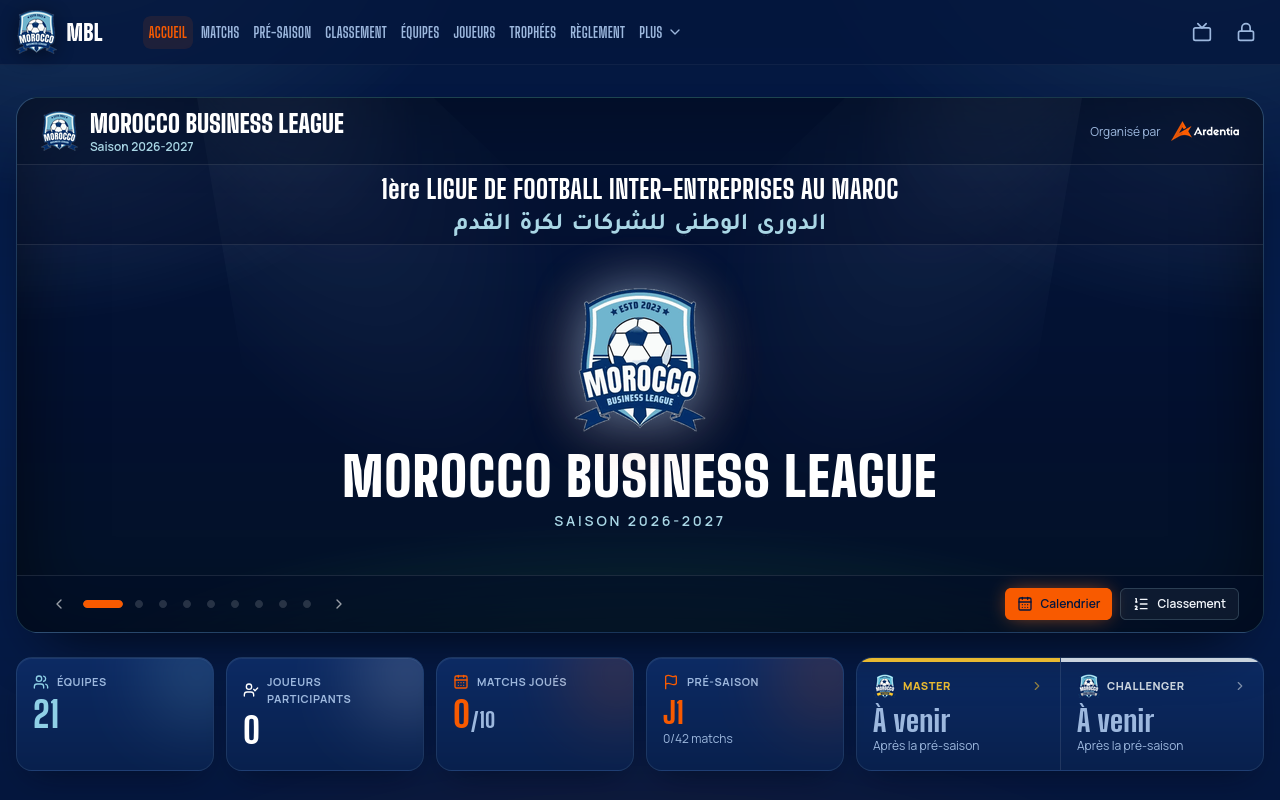 MBL
ACCUEIL MATCHS PRÉ-SAISON CLASSEMENT ÉQUIPES JOUEURS TROPHÉES RÈGLEMENT PLUS
MOROCCO BUSINESS LEAGUE
Saison 2026-2027
Organisé par Ardentia
1ère LIGUE DE FOOTBALL INTER-ENTREPRISES AU MAROC
الدوري الوطني للشركات لكرة القدم
ESTD 2023
MOROCCO
BUSINESS LEAGUE
MOROCCO BUSINESS LEAGUE
SAISON 2026-2027
Calendrier
Classement
ÉQUIPES
21
JOUEURS
PARTICIPANTS
0
MATCHS JOUÉS
0/10
PRÉ-SAISON
J1
0/42 matchs
MASTER
À venir
Après la pré-saison
CHALLENGER
À venir
Après la pré-saison